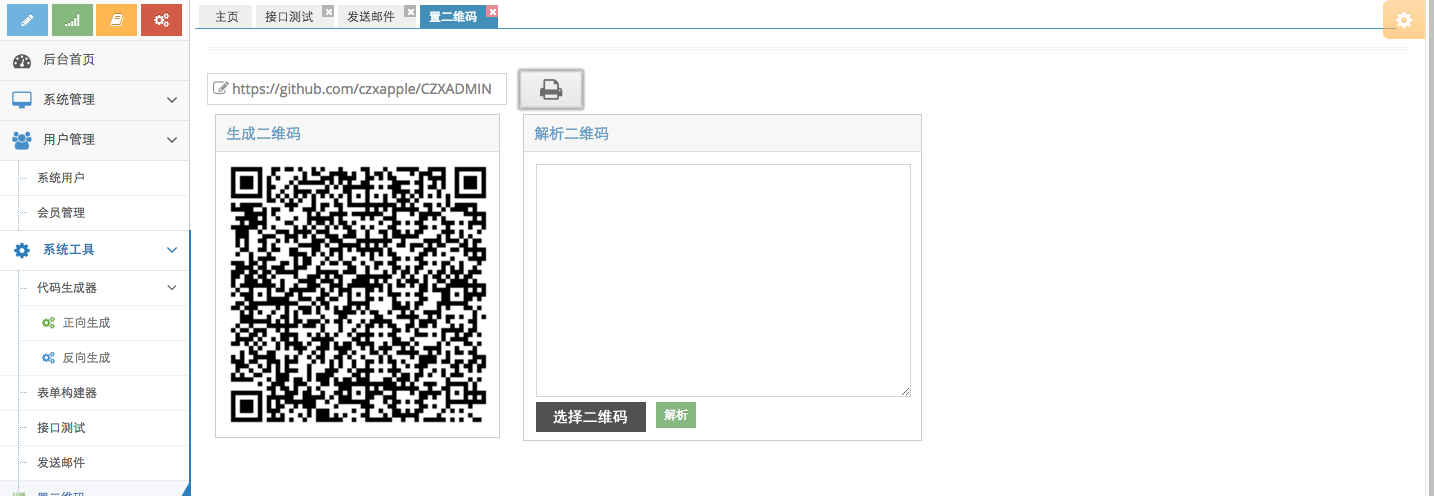 主页
接口测试
发送邮件
置二维码
后台首页
系统管理
用户管理
系统用户
会员管理
系统工具
代码生成器
正向生成
反向生成
表单构建器
接口测试
发送邮件
置二维码
https://github.com/czxapple/CZXADMIN
生成二维码
解析二维码
选择二维码
解析